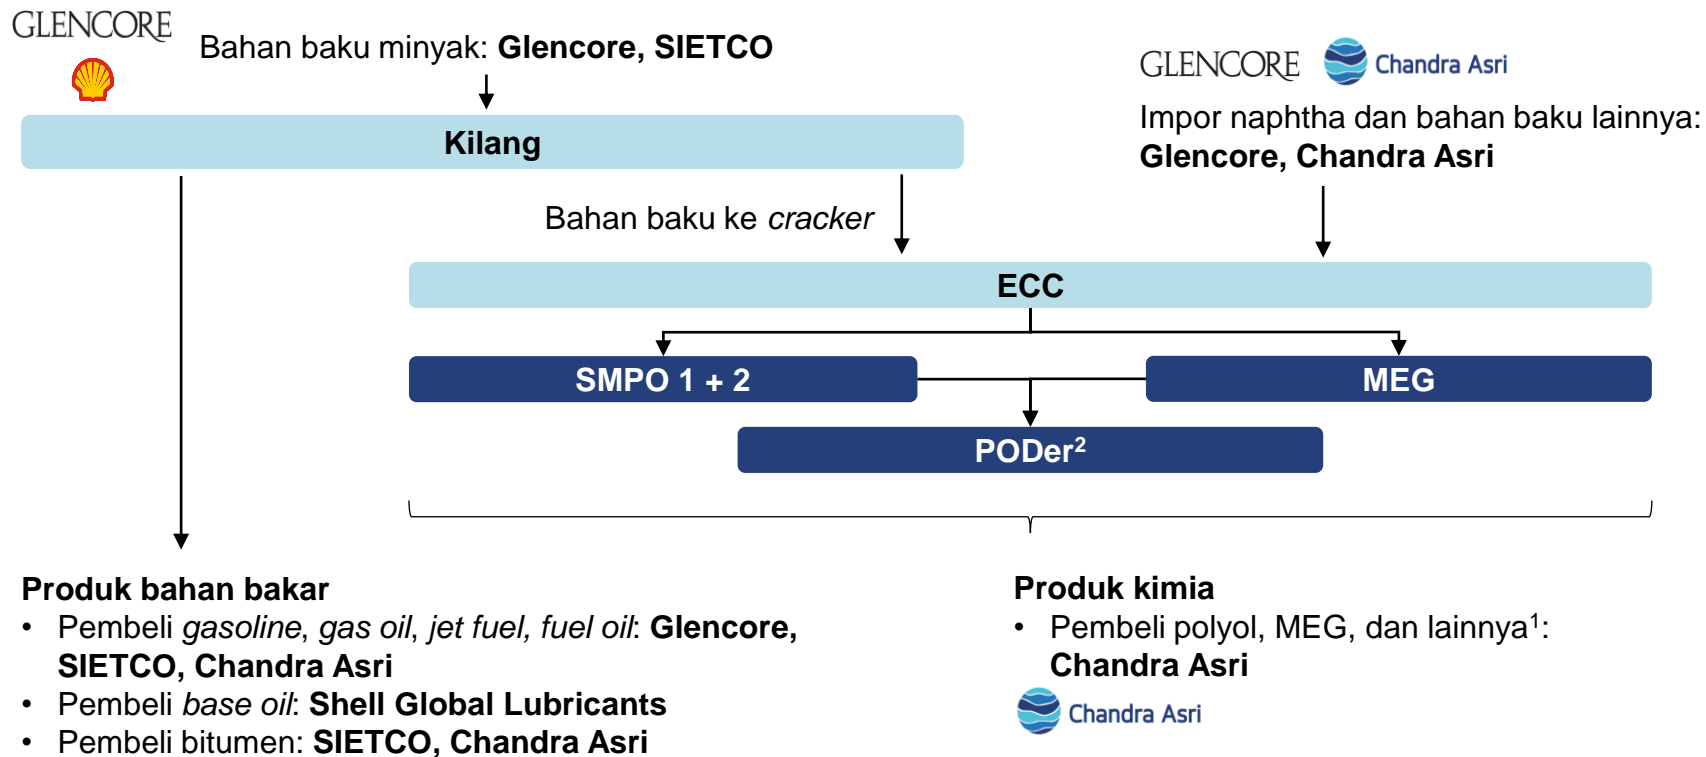 GLENCORE
Bahan baku minyak: Glencore, SIETCO
GLENCORE
Chandra Asri
Impor naphtha dan bahan baku lainnya:
Glencore, Chandra Asri
Kilang
Bahan baku ke cracker
ECC
SMPO 1 + 2
MEG
PODer²
Produk bahan bakar
• Pembeli gasoline, gas oil, jet fuel, fuel oil: Glencore,
SIETCO, Chandra Asri
• Pembeli base oil: Shell Global Lubricants
• Pembeli bitumen: SIETCO, Chandra Asri
Produk kimia
• Pembeli polyol, MEG, dan lainnya¹:
Chandra Asri
Chandra Asri